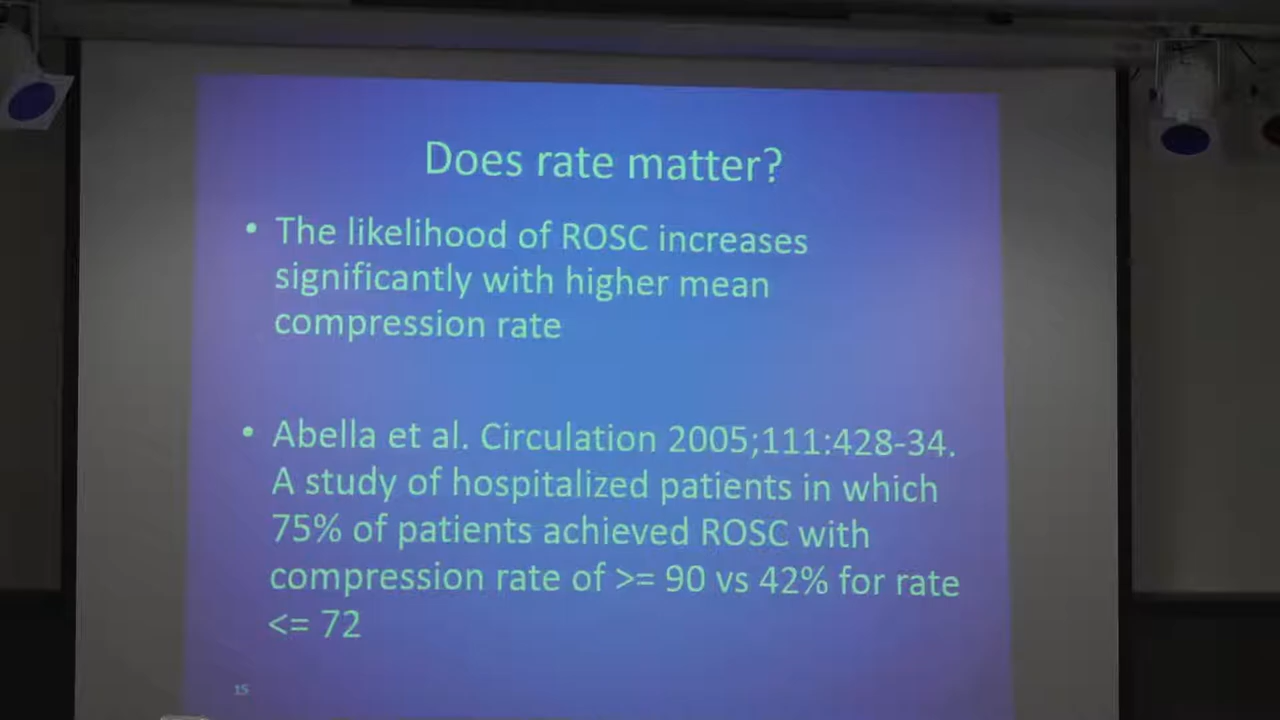 Does rate matter?
• The likelihood of ROSC increases
significantly with higher mean
compression rate
• Abella et al. Circulation 2005;111:428-34.
A study of hospitalized patients in which
75% of patients achieved ROSC with
compression rate of >= 90 vs 42% for rate
<= 72
15